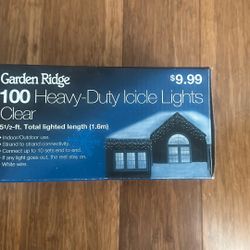 Garden Ridge
$9.99
100 Heavy-Duty Icicle Lights
Clear
5½-ft. Total lighted length (1.6m)
• Indoor/Outdoor use.
• Strand to strand connectivity.
• Connect up to 10 sets end to end.
• If any light goes out, the rest stay on.
• White wire.